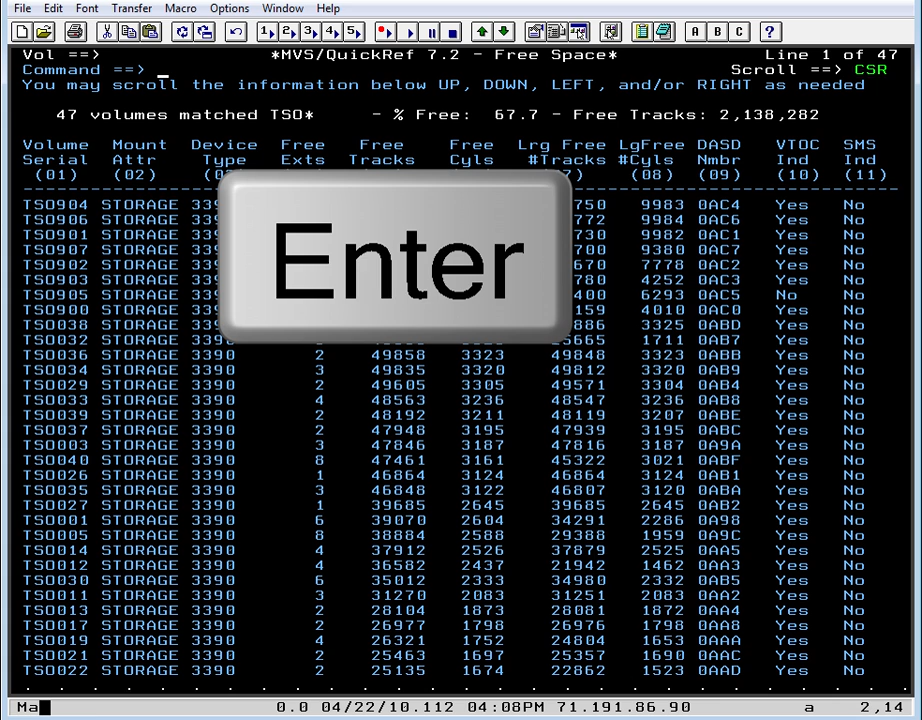 File Edit Font Transfer Macro Options Window Help
1 2 3 4 5 A B C ?
Vol ==> *MVS/QuickRef 7.2 - Free Space* Line 1 of 47
Command ==> Scroll ==> CSR
You may scroll the information below UP, DOWN, LEFT, and/or RIGHT as needed
47 volumes matched TSO* - % Free: 67.7 - Free Tracks: 2,138,282
Volume Mount Device Free Free Free Lrg Free LgFree DASD VTOC SMS
Serial Attr Type Exts Tracks Cyls #Tracks #Cyls Nmbr Ind Ind
(01) (02) (08) (09) (10) (11)
TSO904 STORAGE 750 9983 0AC4 Yes No
TSO906 STORAGE 772 9984 0AC6 Yes No
TSO901 STORAGE 730 9982 0AC1 Yes No
TSO907 STORAGE 700 9380 0AC7 Yes No
TSO902 STORAGE 670 7778 0AC2 Yes No
TSO903 STORAGE 780 4252 0AC3 Yes No
TSO905 STORAGE 400 6293 0AC5 No No
TSO900 STORAGE 159 4010 0AC0 Yes No
TSO038 STORAGE 886 3325 0ABD Yes No
TSO032 STORAGE 1711 0AB7 Yes No
TSO036 STORAGE 3390 2 49858 3323 49848 3323 0ABB Yes No
TSO034 STORAGE 3390 3 49835 3320 49812 3320 0AB9 Yes No
TSO029 STORAGE 3390 2 49605 3305 49571 3304 0AB4 Yes No
TSO033 STORAGE 3390 4 48563 3236 48547 3236 0AB8 Yes No
TSO039 STORAGE 3390 2 48192 3211 48119 3207 0ABE Yes No
TSO037 STORAGE 3390 2 47948 3195 47939 3195 0ABC Yes No
TSO003 STORAGE 3390 3 47846 3187 47816 3187 0A9A Yes No
TSO040 STORAGE 3390 8 47461 3161 45322 3021 0ABF Yes No
TSO026 STORAGE 3390 1 46864 3124 46864 3124 0AB1 Yes No
TSO035 STORAGE 3390 3 46848 3122 46807 3120 0ABA Yes No
TSO027 STORAGE 3390 1 39685 2645 39685 2645 0AB2 Yes No
TSO001 STORAGE 3390 6 39070 2604 34291 2286 0A98 Yes No
TSO005 STORAGE 3390 8 38884 2588 29388 1959 0A9C Yes No
TSO014 STORAGE 3390 4 37912 2526 37879 2525 0AA5 Yes No
TSO012 STORAGE 3390 4 36582 2437 21942 1462 0AA3 Yes No
TSO030 STORAGE 3390 6 35012 2333 34980 2332 0AB5 Yes No
TSO011 STORAGE 3390 3 31270 2083 31251 2083 0AA2 Yes No
TSO013 STORAGE 3390 2 28104 1873 28081 1872 0AA4 Yes No
TSO017 STORAGE 3390 2 26977 1798 26976 1798 0AA8 Yes No
TSO019 STORAGE 3390 4 26321 1752 24804 1653 0AAA Yes No
TSO021 STORAGE 3390 2 25463 1697 25357 1690 0AAC Yes No
TSO022 STORAGE 3390 2 25135 1674 22862 1523 0AAD Yes No
Enter
Ma 0.0 04/22/10.112 04:08PM 71.191.86.90 a 2,14